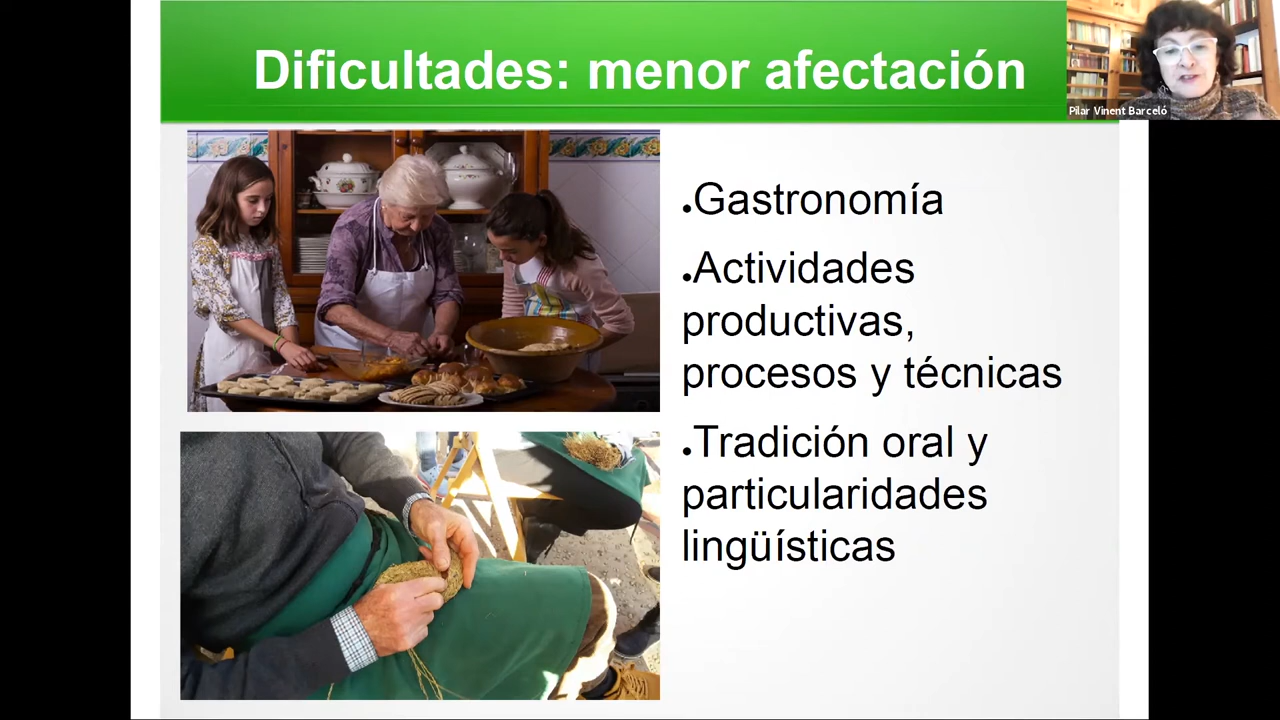 Dificultades: menor afectación
Pilar Vinent Barceló
•Gastronomía
•Actividades
productivas,
procesos y técnicas
•Tradición oral y
particularidades
lingüísticas